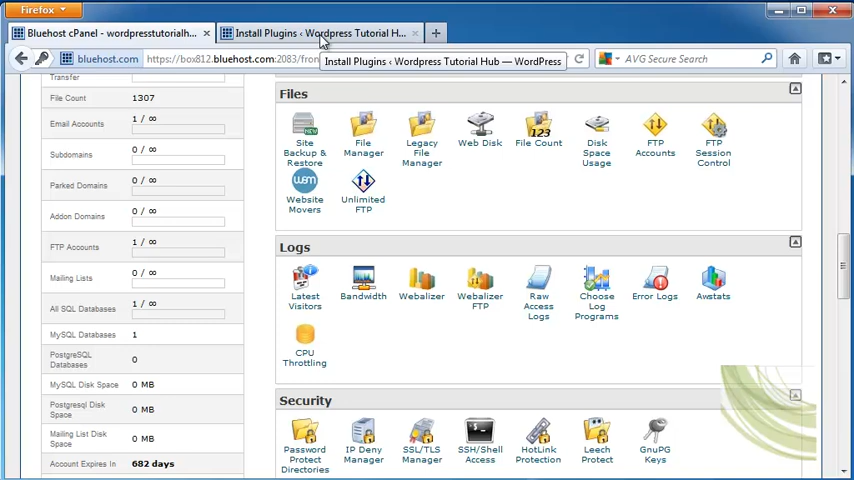 Firefox
Bluehost cPanel - wordpresstutorialh...
Install Plugins ‹ Wordpress Tutorial H...
bluehost.com
https://box812.bluehost.com:2083/fron
AVG Secure Search
Install Plugins ‹ Wordpress Tutorial Hub — WordPress
Transfer
File Count
1307
Email Accounts
1 / ∞
Subdomains
0 / ∞
Parked Domains
0 / ∞
Addon Domains
0 / ∞
FTP Accounts
1 / ∞
Mailing Lists
0 / ∞
All SQL Databases
1 / ∞
MySQL Databases
1
PostgreSQL
Databases
0
MySQL Disk Space
0 MB
Postgresql Disk
Space
0 MB
Mailing List Disk
Space
0 MB
Account Expires In
682 days
Files
NEW
Site
Backup &
Restore
File
Manager
Legacy
File
Manager
Web Disk
123
File Count
Disk
Space
Usage
FTP
Accounts
FTP
Session
Control
wsm
Website
Movers
Unlimited
FTP
Logs
Latest
Visitors
Bandwidth
Webalizer
Webalizer
FTP
Raw
Access
Logs
Choose
Log
Programs
Error Logs
Awstats
CPU
Throttling
Security
Password
Protect
Directories
IP Deny
Manager
SSL/TLS
Manager
SSH/Shell
Access
HotLink
Protection
Leech
Protect
GnuPG
Keys